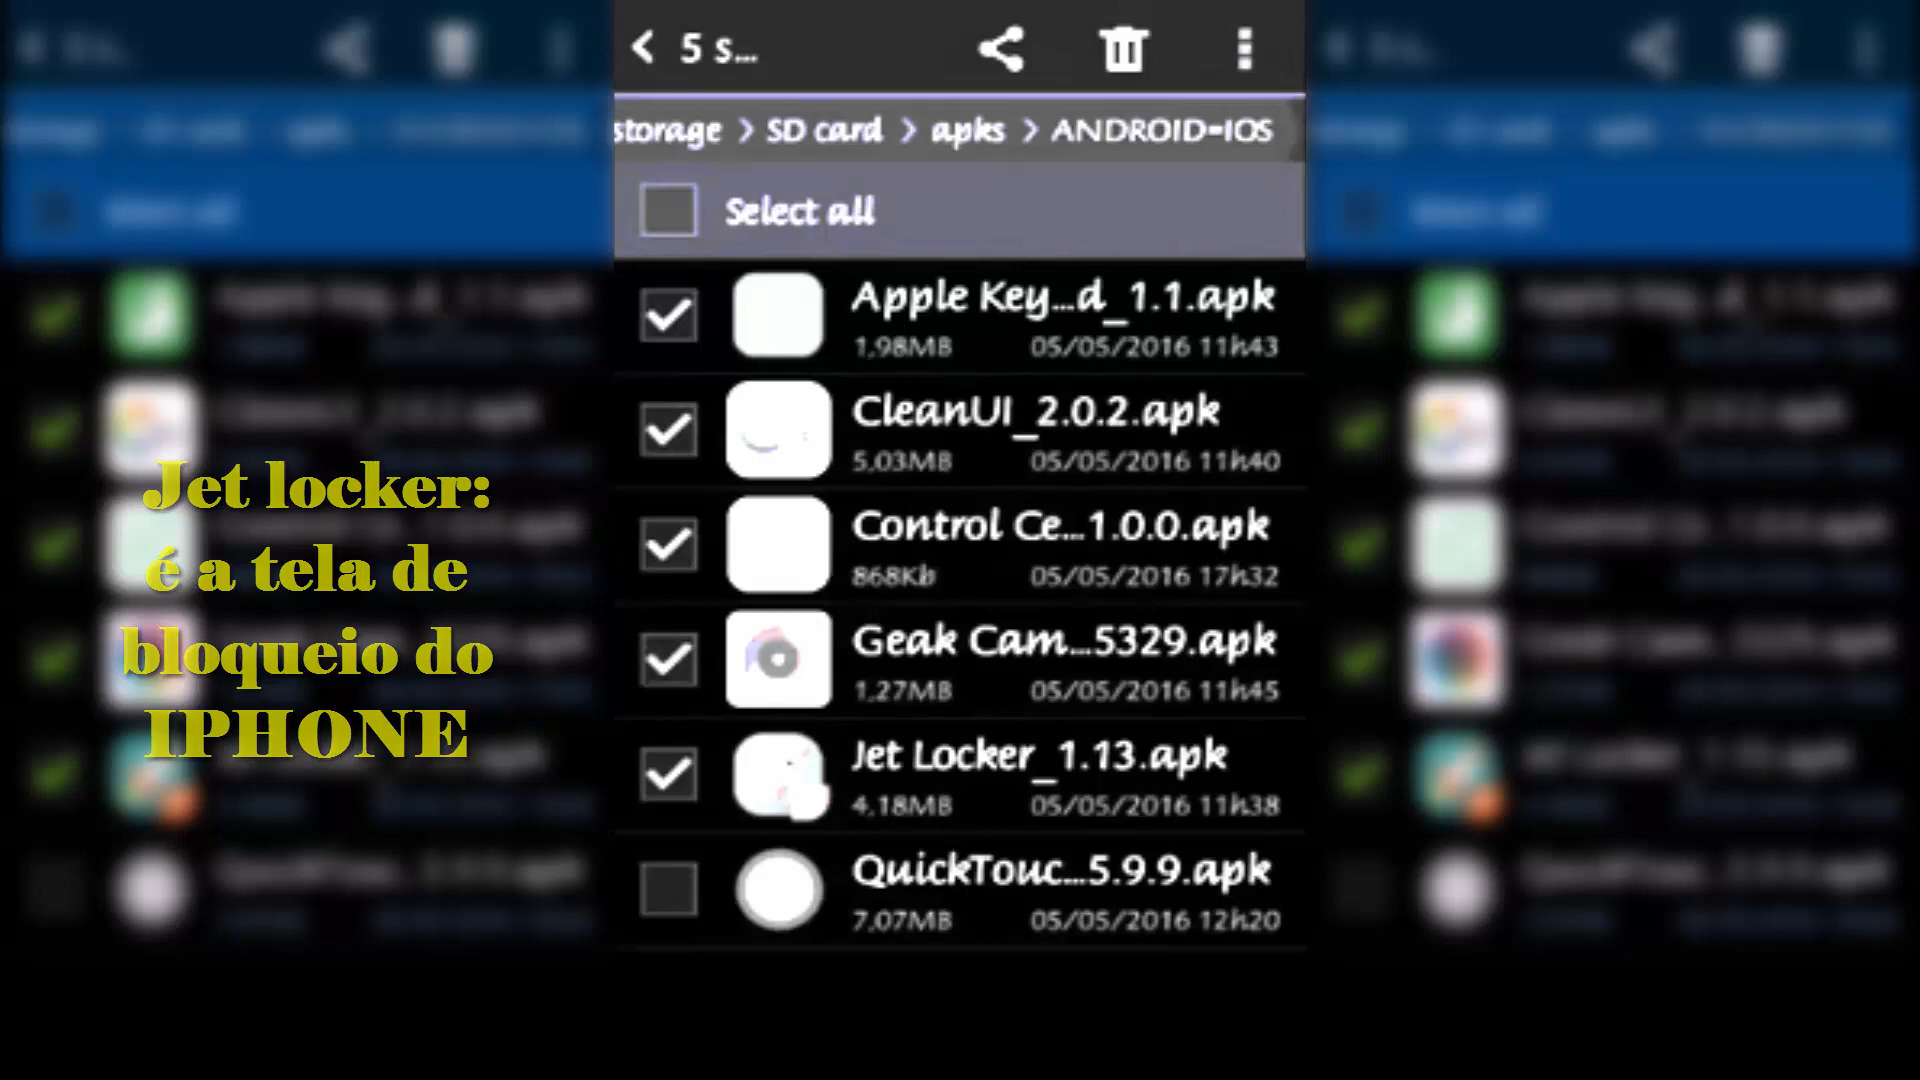 5 s...
storage > SD card > apks > ANDROID=IOS
Select all
Apple Key...d_1.1.apk
1,98MB 05/05/2016 11h43
CleanUI_2.0.2.apk
5,03MB 05/05/2016 11h40
Control Ce...1.0.0.apk
868Kb 05/05/2016 17h32
Geak Cam...5329.apk
1,27MB 05/05/2016 11h45
Jet Locker_1.13.apk
4,18MB 05/05/2016 11h38
QuickTouc...5.9.9.apk
7,07MB 05/05/2016 12h20
Jet locker:
é a tela de
bloqueio do
IPHONE